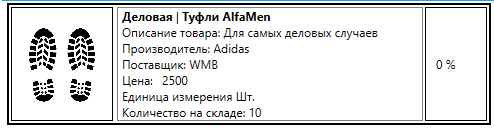 Деловая | Туфли AlfaMen
Описание товара: Для самых деловых случаев
Производитель: Adidas
Поставщик: WMB
Цена: 2500
Единица измерения Шт.
Количество на складе: 10
0 %